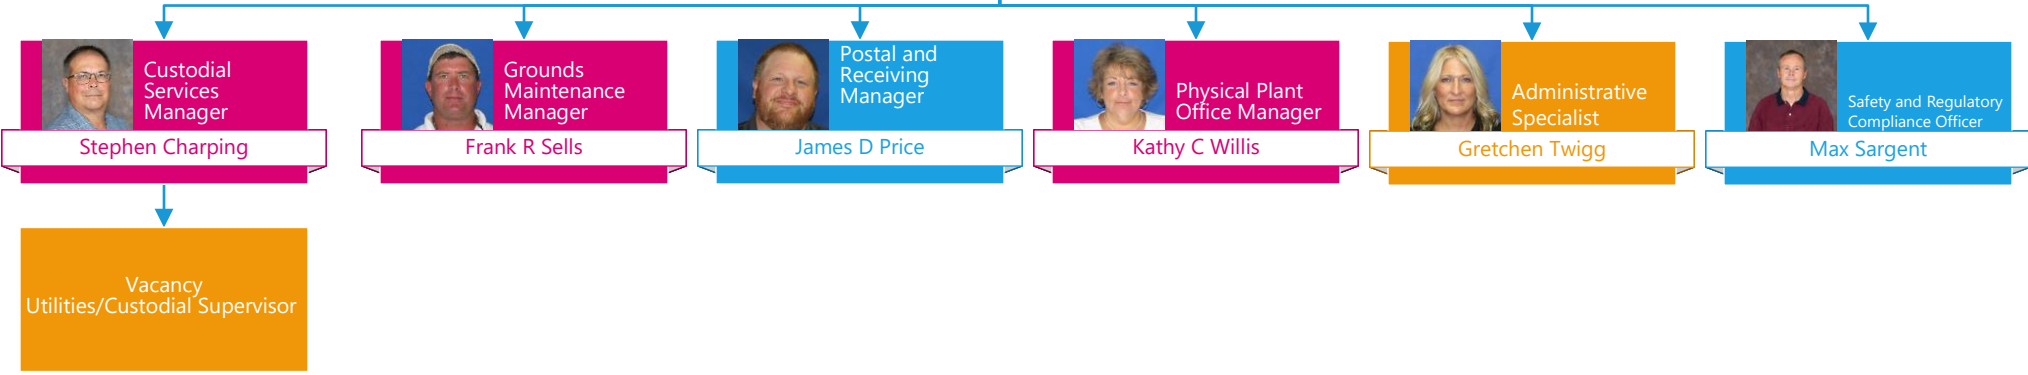 Custodial
Services
Manager
Stephen Charping
Grounds
Maintenance
Manager
Frank R Sells
Postal and
Receiving
Manager
James D Price
Physical Plant
Office Manager
Kathy C Willis
Administrative
Specialist
Gretchen Twigg
Safety and Regulatory
Compliance Officer
Max Sargent
Vacancy
Utilities/Custodial Supervisor